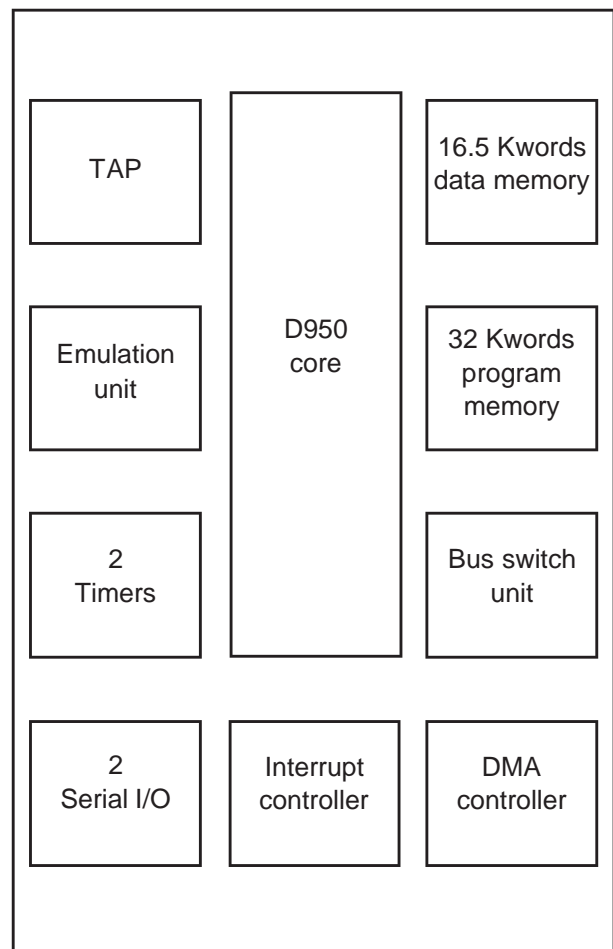 TAP
D950
core
16.5 Kwords
data memory
Emulation
unit
32 Kwords
program
memory
2
Timers
Bus switch
unit
2
Serial I/O
Interrupt
controller
DMA
controller